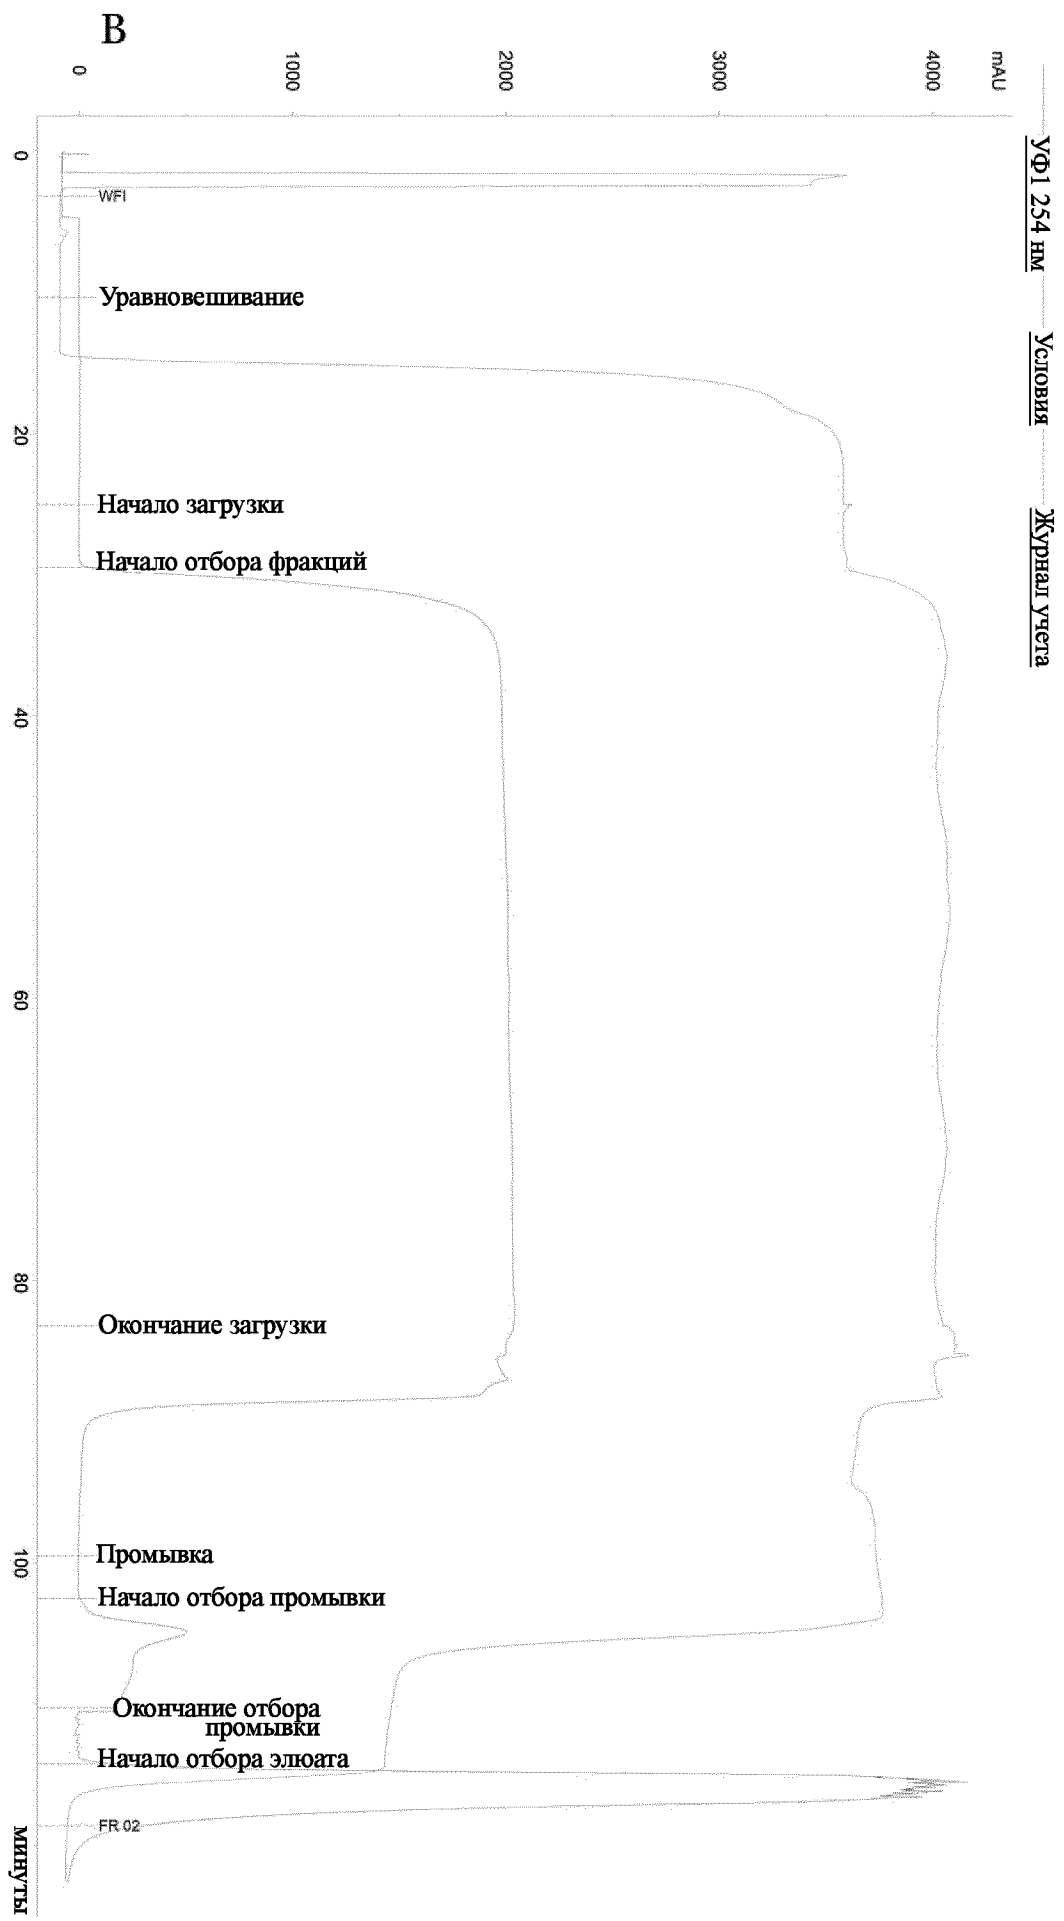 B
0
1000
2000
3000
4000
mAU
УФ1 254 нм
Условия
Журнал учета
0
20
40
60
80
100
минуты
WFI
Уравновешивание
Начало загрузки
Начало отбора фракций
Окончание загрузки
Промывка
Начало отбора промывки
Окончание отбора
промывки
Начало отбора элюата
FR 02